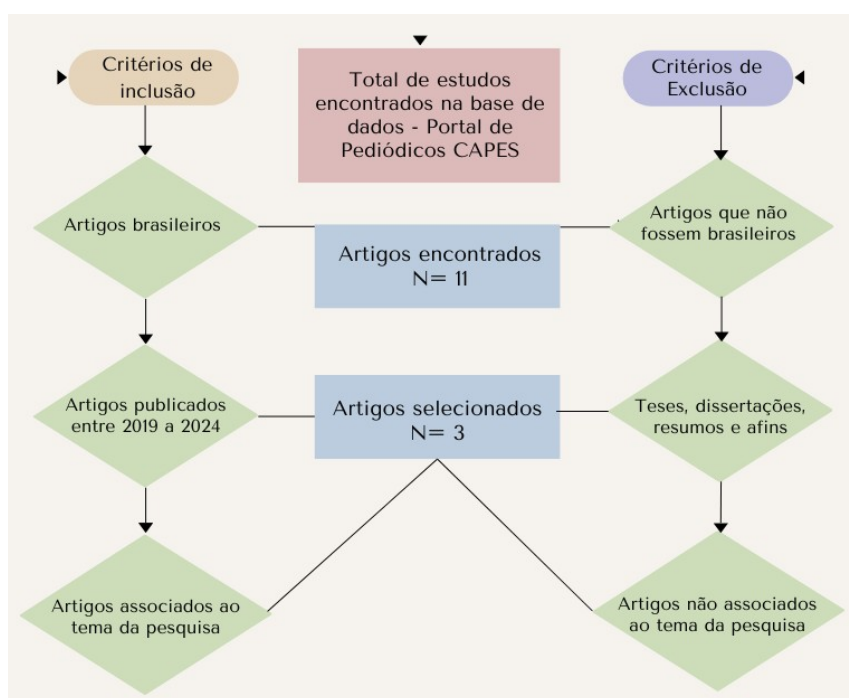 Critérios de
inclusão
Total de estudos
encontrados na base de
dados - Portal de
Pediódicos CAPES
Critérios de
Exclusão
Artigos brasileiros
Artigos encontrados
N= 11
Artigos que não
fossem brasileiros
Artigos publicados
entre 2019 a 2024
Artigos selecionados
N= 3
Teses, dissertações,
resumos e afins
Artigos associados ao
tema da pesquisa
Artigos não associados
ao tema da pesquisa